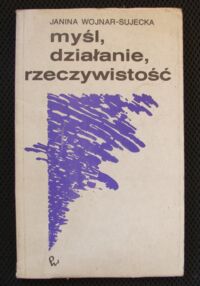 JANINA WOJNAR-SUJECKA
myśl,
działanie,
rzeczywistość